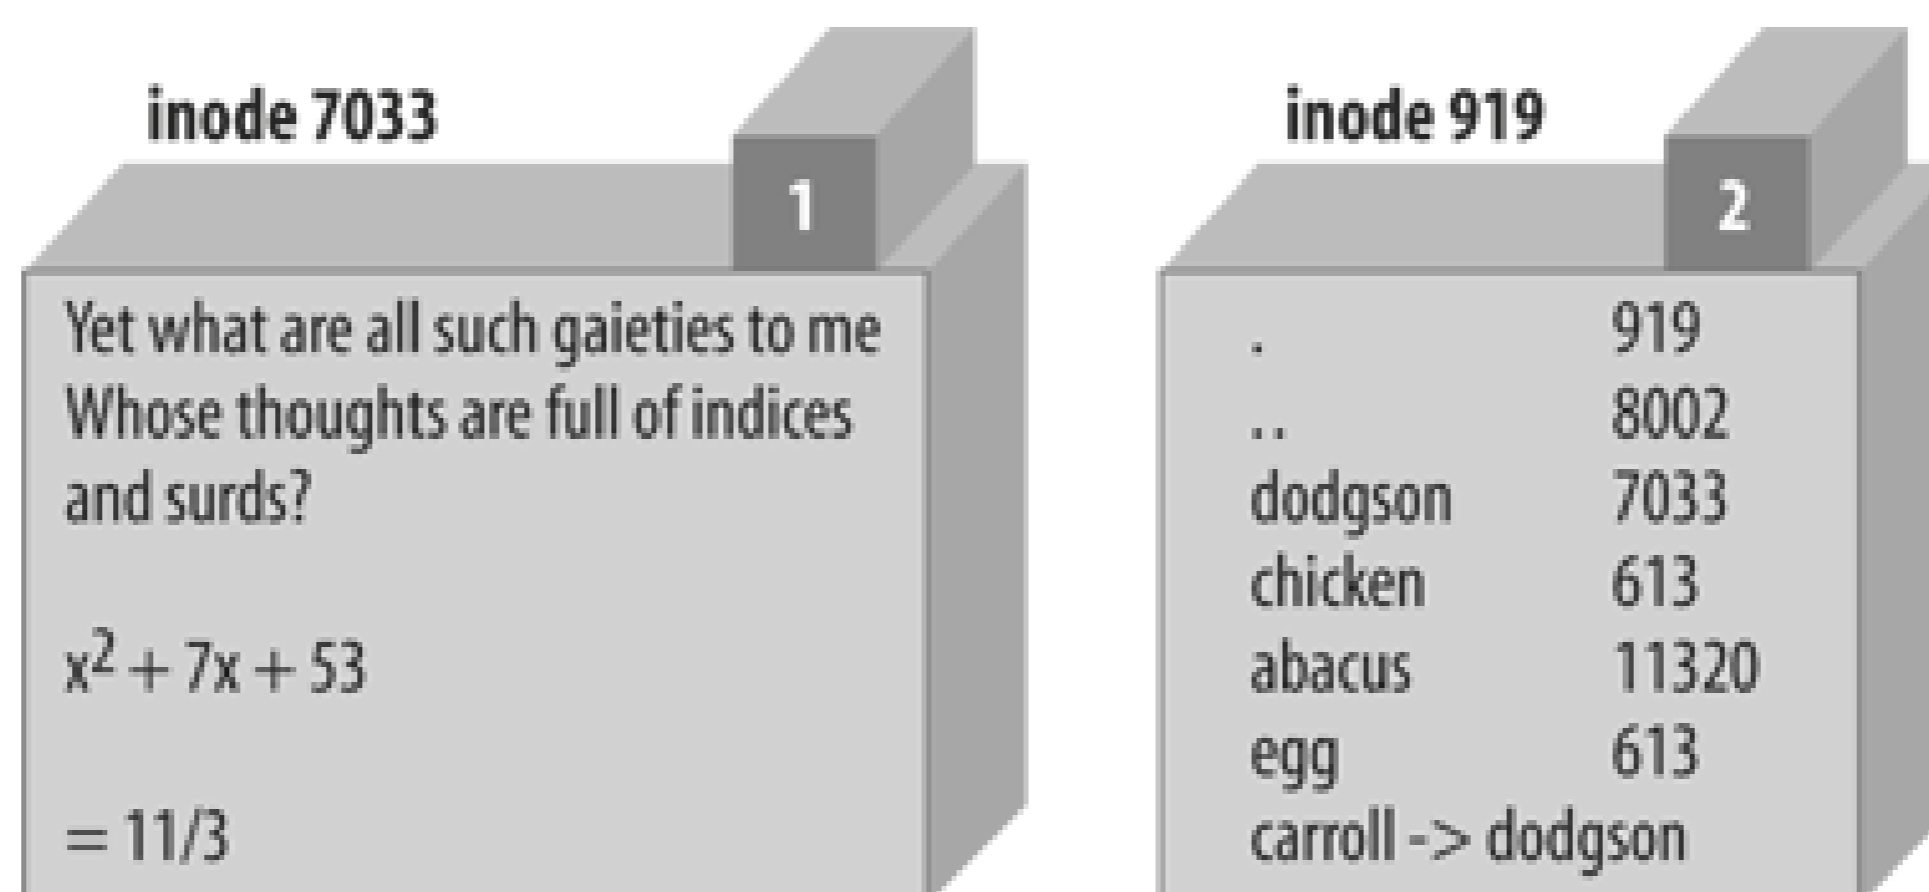 inode 7033
1
Yet what are all such gaieties to me
Whose thoughts are full of indices
and surds?
x² + 7x + 53
= 11/3
inode 919
2
. 919
.. 8002
dodgson 7033
chicken 613
abacus 11320
egg 613
carroll -> dodgson